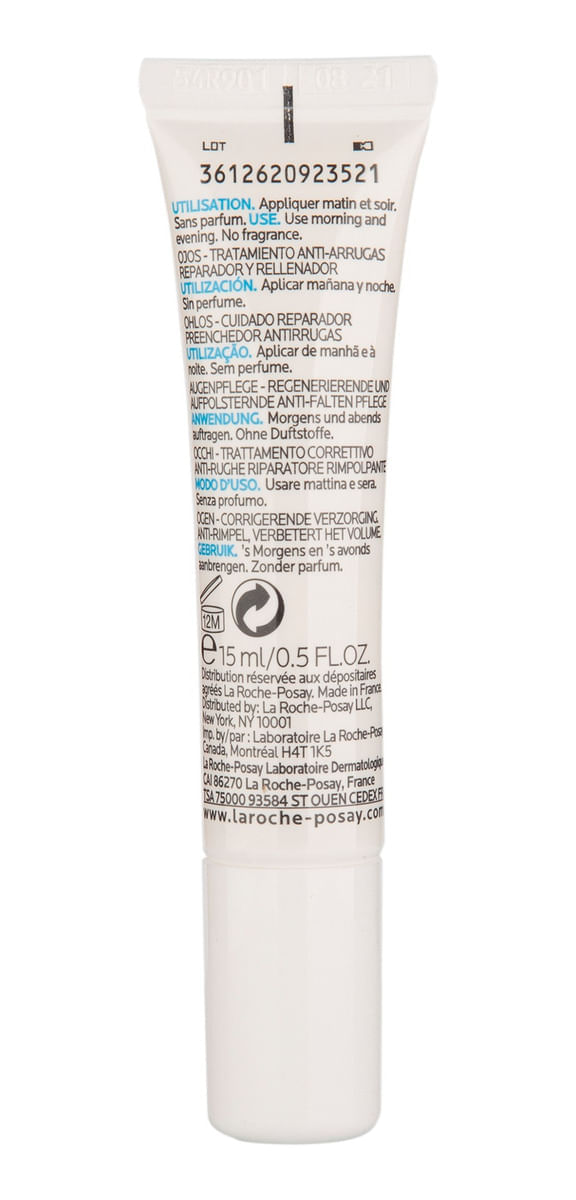 54R901 08 21
LOT
3612620923521
UTILISATION. Appliquer matin et soir.
Sans parfum. USE. Use morning and
evening. No fragrance.
OJOS - TRATAMIENTO ANTI-ARRUGAS
REPARADOR Y RELLENADOR
UTILIZACIÓN. Aplicar mañana y noche.
Sin perfume.
OHLOS - CUIDADO REPARADOR
PREENCHEDOR ANTIRRUGAS
UTILIZAÇÃO. Aplicar de manhã e à
noite. Sem perfume.
AUGENPFLEGE - REGENERIERENDE UND
AUFPOLSTERNDE ANTI-FALTEN PFLEGE
ANWENDUNG. Morgens und abends
auftragen. Ohne Duftstoffe.
OCCHI - TRATTAMENTO CORRETTIVO
ANTI-RUGHE RIPARATORE RIMPOLPANTE
MODO D'USO. Usare mattina e sera.
Senza profumo.
OGEN - CORRIGERENDE VERZORGING
ANTI-RIMPEL, VERBETERT HET VOLUME.
GEBRUIK. 's Morgens en 's avonds
aanbrengen. Zonder parfum.
12M
e 15 ml/0.5 FL.OZ.
Distribution réservée aux dépositaires
agréés La Roche-Posay. Made in France.
Distributed by: La Roche-Posay LLC,
New York, NY 10001
Imp. by/par : Laboratoire La Roche-Posay
Canada, Montréal H4T 1K5
La Roche-Posay Laboratoire Dermatologique
CAI 86270 La Roche-Posay, France
TSA 75000 93584 ST OUEN CEDEX FR
www.laroche-posay.com